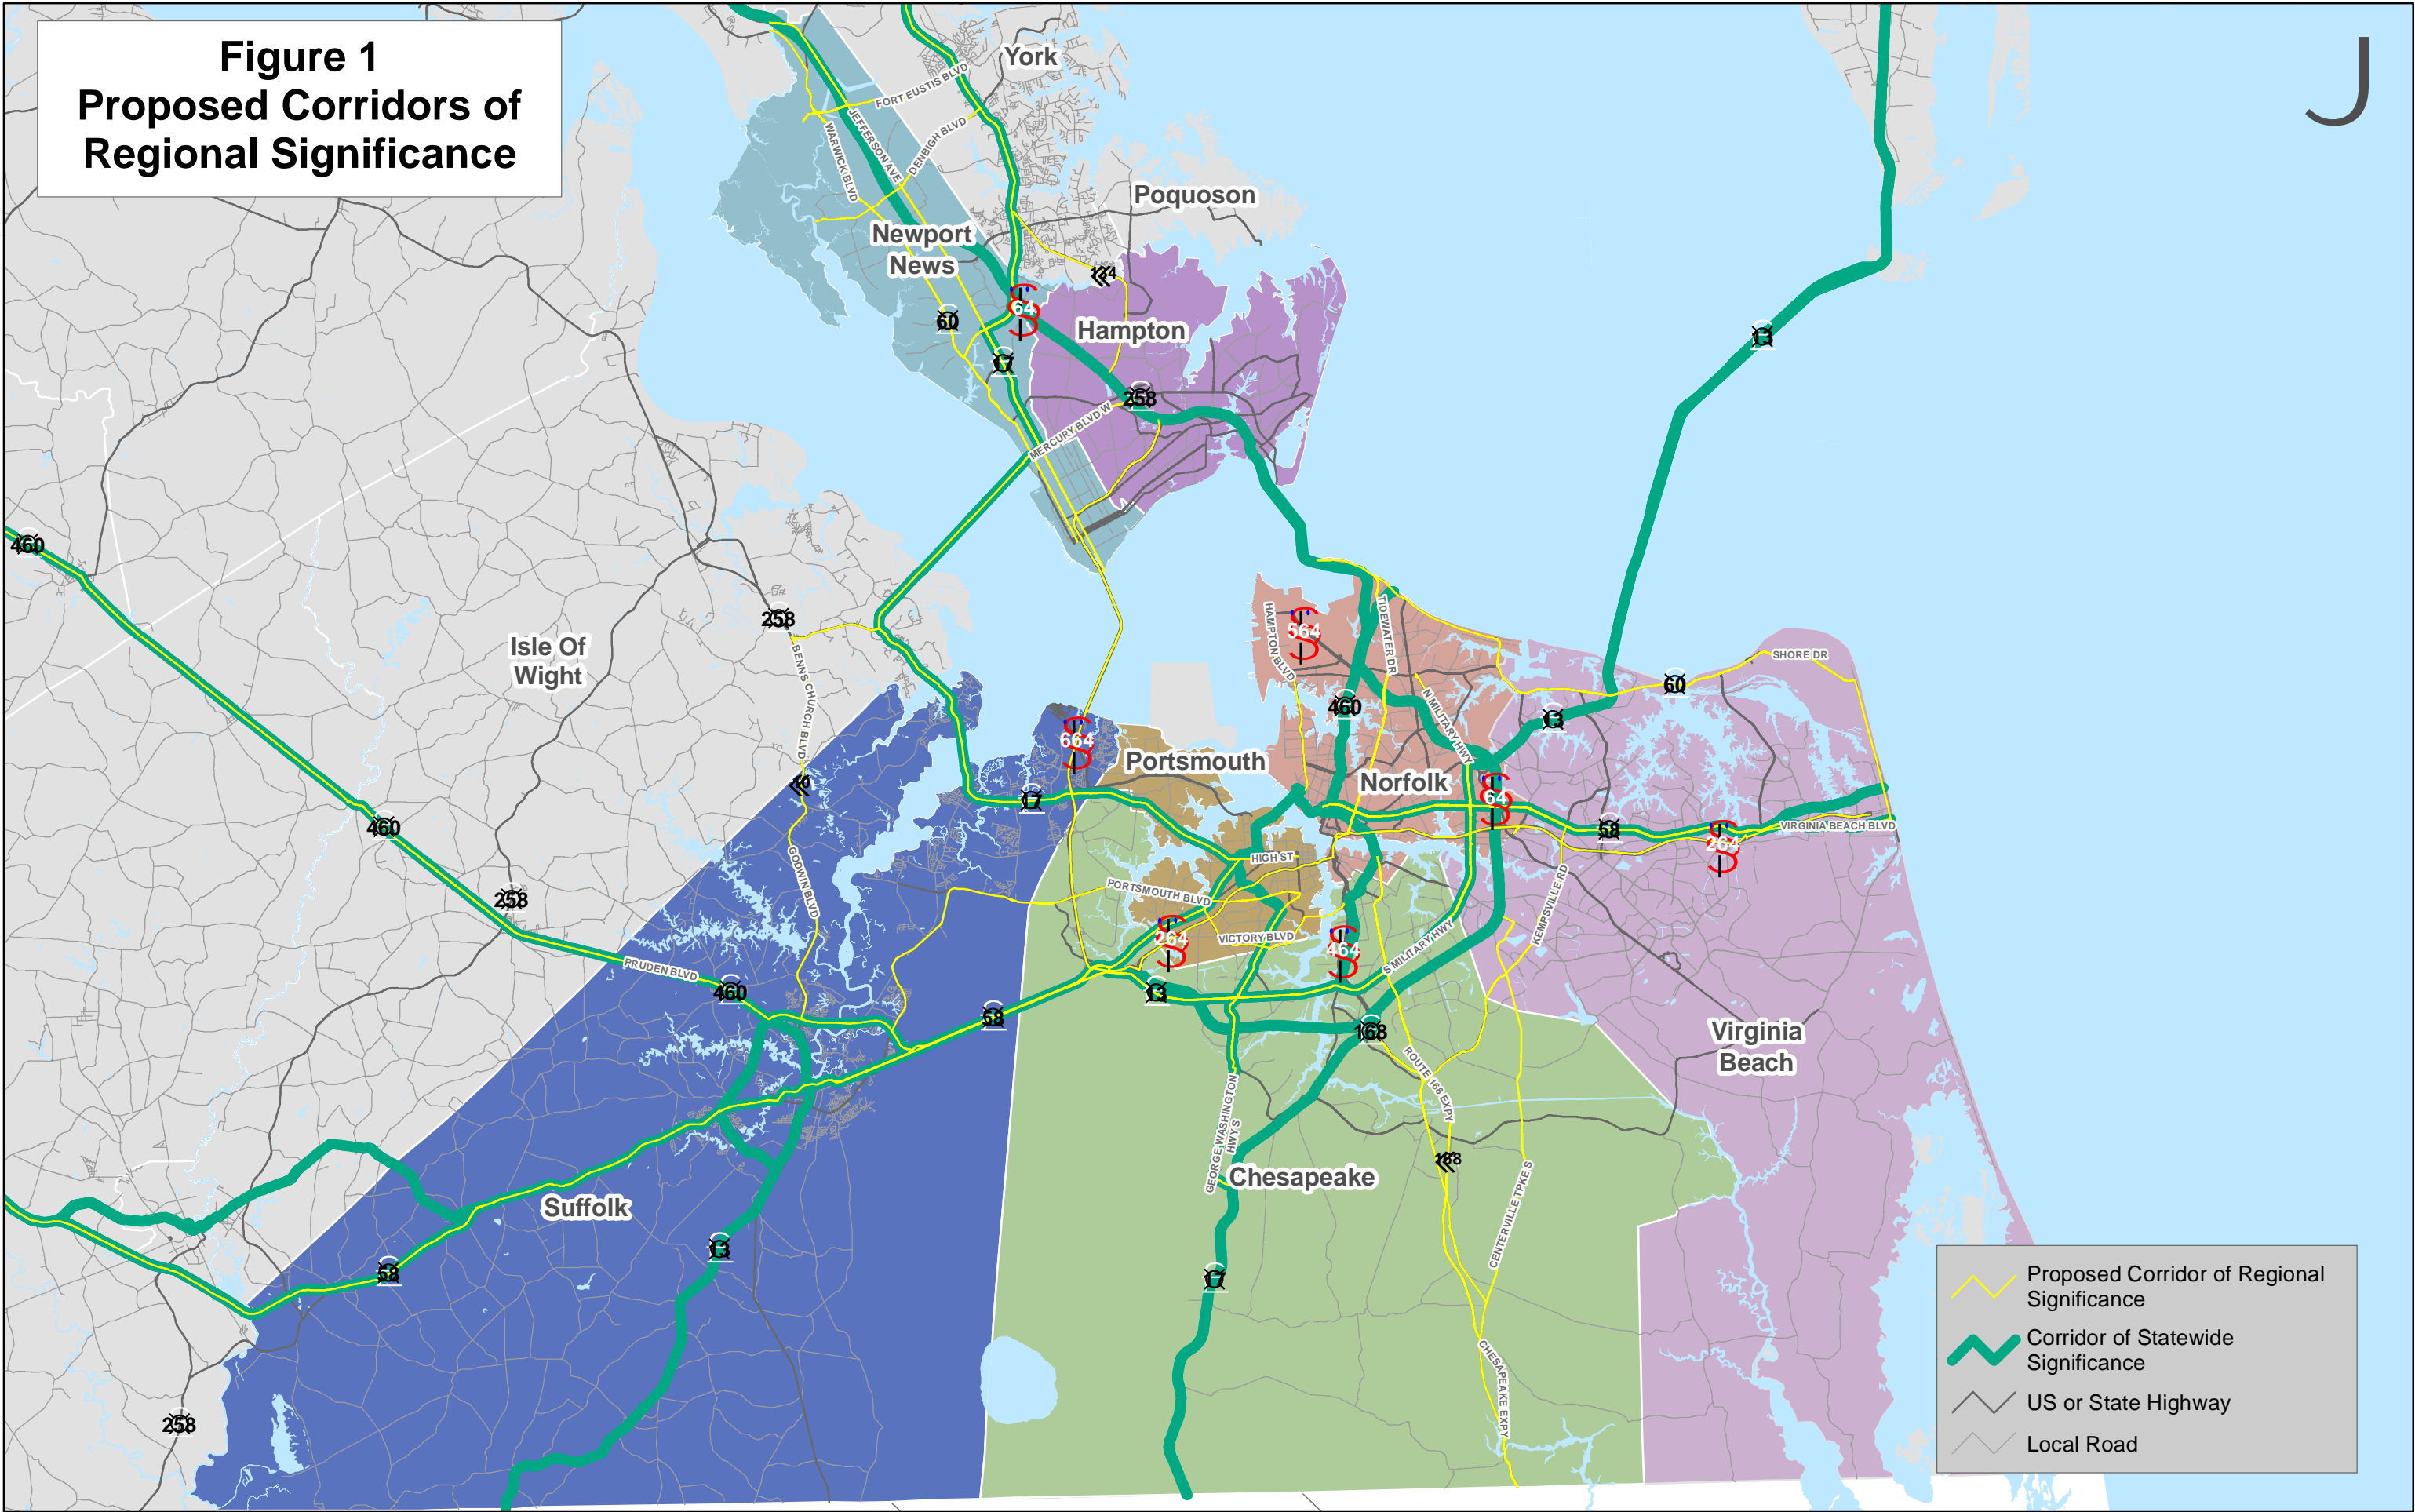 Figure 1
Proposed Corridors of
Regional Significance
J
York
FORT EUSTIS BLVD
JEFFERSON AVE
WARWICK BLVD
DENBIGH BLVD
Poquoson
Newport
News
64
Hampton
60
17
13
258
MERCURY BLVD W
460
258
Isle Of
Wight
BENNS CHURCH BLVD
HAMPTON BLVD
564
TIDEWATER DR
N MILITARY HWY
SHORE DR
60
460
13
664
Portsmouth
Norfolk
10
17
64
460
58
264
VIRGINIA BEACH BLVD
GODWIN BLVD
HIGH ST
258
PORTSMOUTH BLVD
KEMPSVILLE RD
264
VICTORY BLVD
464
S MILITARY HWY
PRUDEN BLVD
460
13
58
168
Virginia
Beach
ROUTE 168 EXPY
GEORGE WASHINGTON
HWY S
168
Chesapeake
CENTERVILLE TPKE S
Suffolk
13
58
17
CHESAPEAKE EXPY
258
Proposed Corridor of Regional
Significance
Corridor of Statewide
Significance
US or State Highway
Local Road